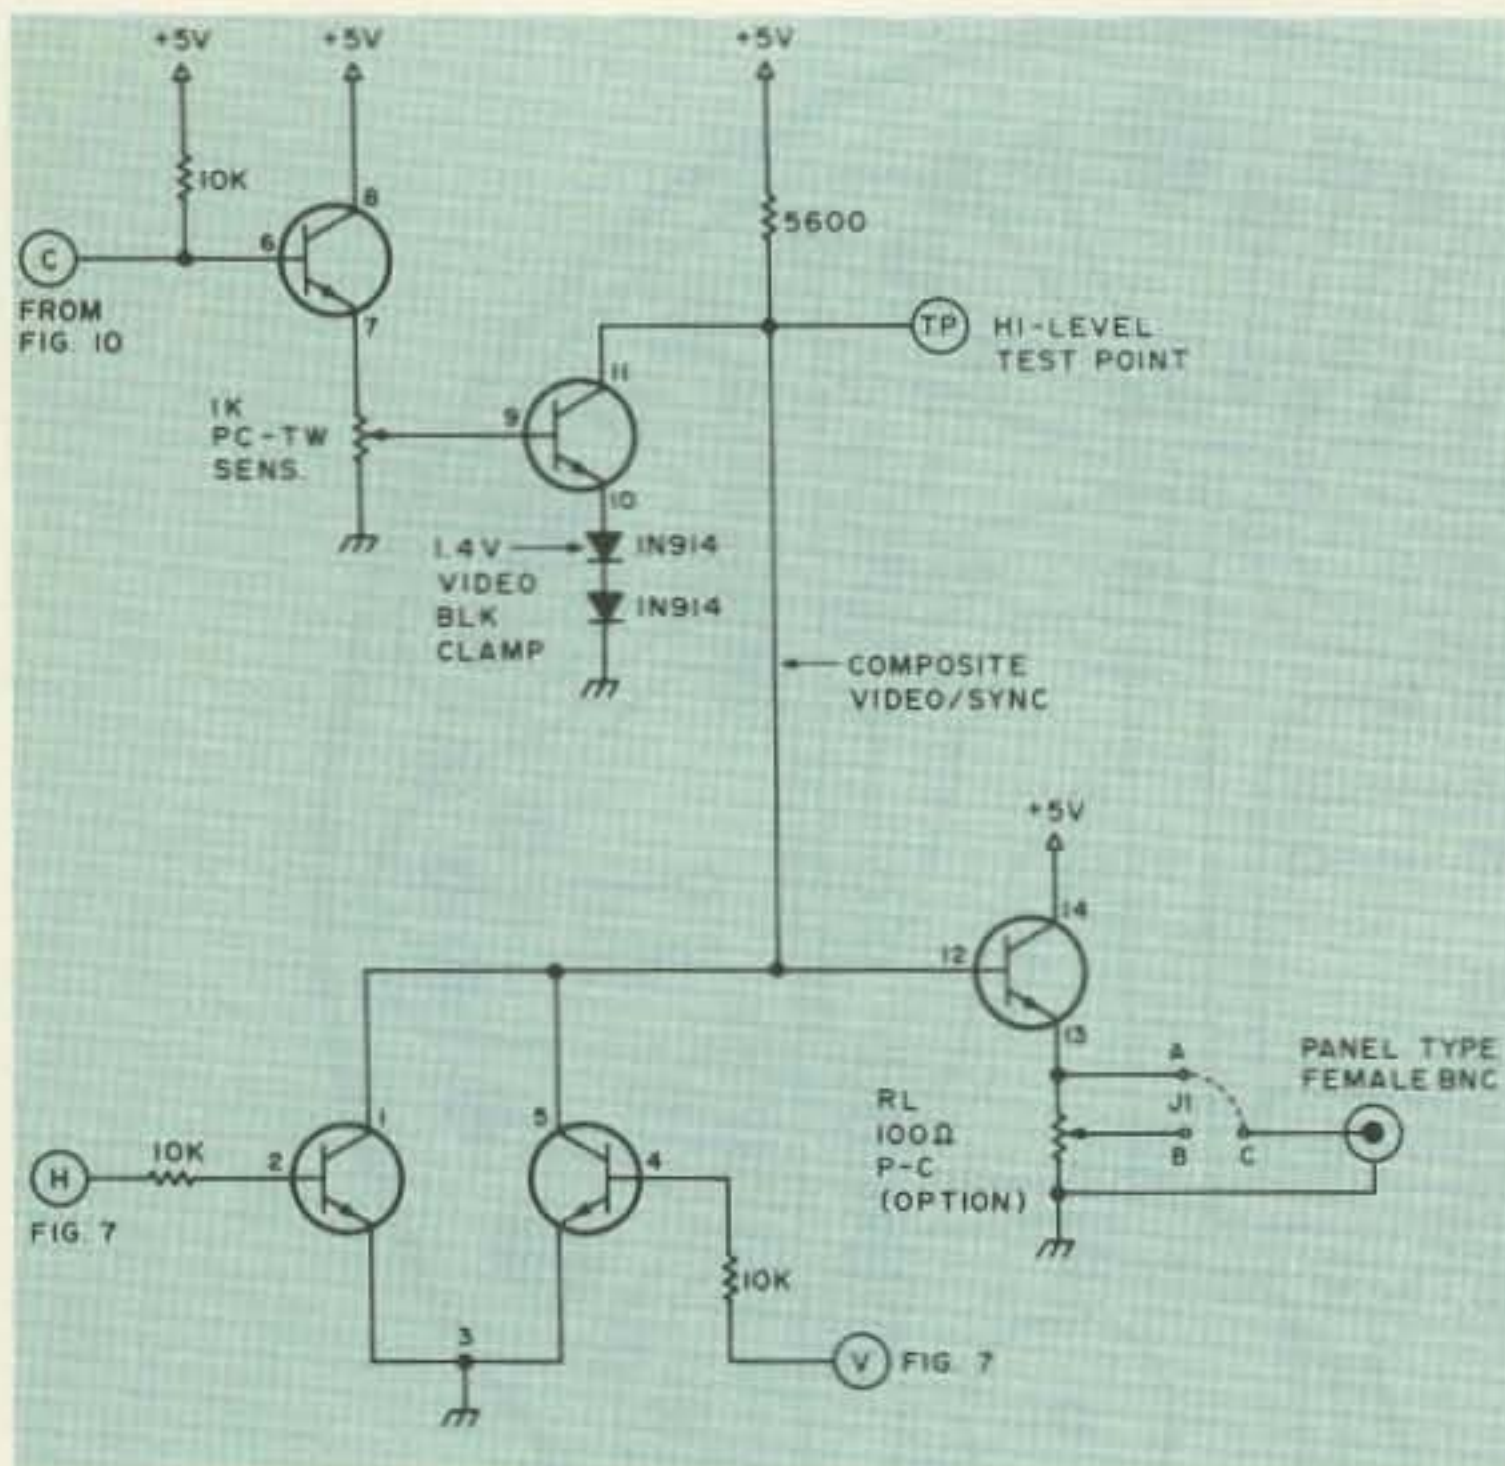 +5V
+5V
+5V
10K
8
6
5600
C
FROM
FIG. 10
7
TP
HI-LEVEL
TEST POINT
11
1K
PC-TW
SENS.
9
10
1.4V
VIDEO
BLK
CLAMP
1N914
1N914
COMPOSITE
VIDEO/SYNC
+5V
14
12
13
A
PANEL TYPE
FEMALE BNC
RL
100Ω
P-C
(OPTION)
J1
B
C
1
5
H
10K
2
4
FIG. 7
10K
3
V
FIG. 7